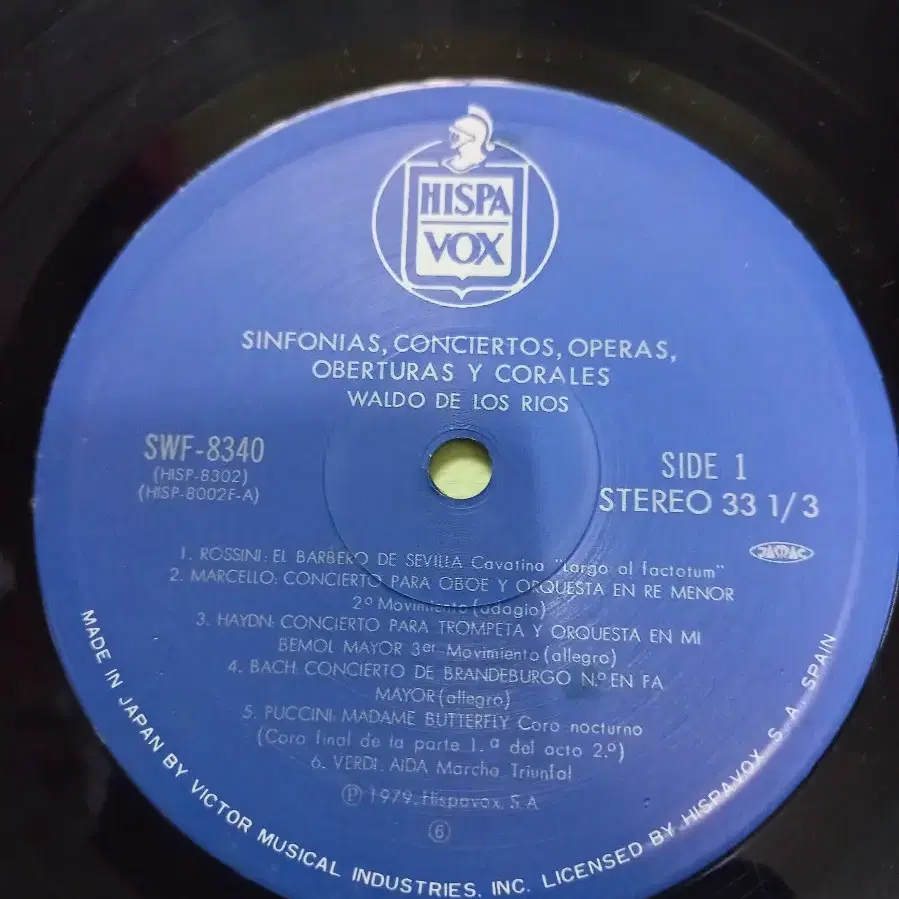 HISPA
VOX
SINFONIAS, CONCIERTOS, OPERAS,
OBERTURAS Y CORALES
WALDO DE LOS RIOS
SWF-8340
(HISP-8302)
(HISP-8002F-A)
SIDE 1
STEREO 33 1/3
JASRAC
1. ROSSINI: EL BARBERO DE SEVILLA Cavatina "Largo al factotum"
2. MARCELLO: CONCIERTO PARA OBOE Y ORQUESTA EN RE MENOR
2º Movimiento (adagio)
3. HAYDN: CONCIERTO PARA TROMPETA Y ORQUESTA EN MI
BEMOL MAYOR 3er Movimiento (allegro)
4. BACH: CONCIERTO DE BRANDEBURGO N.º EN FA
MAYOR (allegro)
5. PUCCINI: MADAME BUTTERFLY Coro nocturno
(Coro final de la parte 1.ª del acto 2.º)
6. VERDI: AIDA Marcha Triunfal
Ⓟ 1979. Hispavox, S.A.
⑥
MADE IN JAPAN BY VICTOR MUSICAL INDUSTRIES, INC. LICENSED BY HISPAVOX, S. A. SPAIN